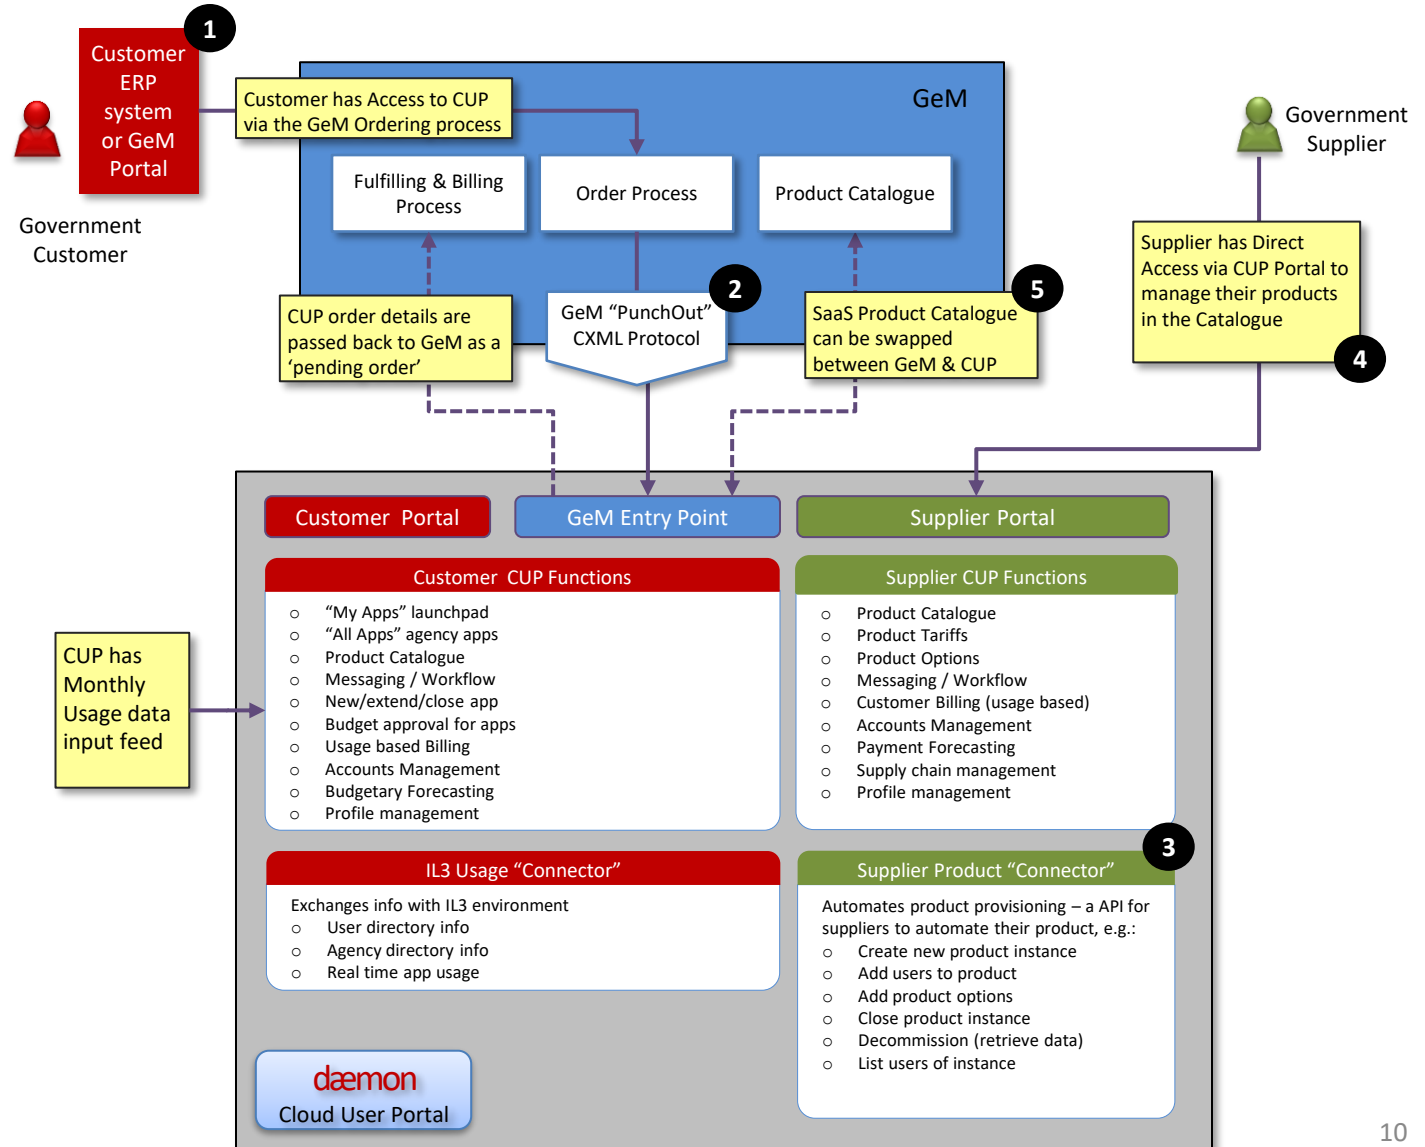 1
Customer
ERP
system
or GeM
Portal
Government
Customer
GeM
Customer has Access to CUP
via the GeM Ordering process
Fulfilling & Billing
Process
Order Process
Product Catalogue
Government
Supplier
Supplier has Direct
Access via CUP Portal to
manage their products
in the Catalogue
4
CUP order details are
passed back to GeM as a
‘pending order’
2
GeM “PunchOut”
CXML Protocol
5
SaaS Product Catalogue
can be swapped
between GeM & CUP
Customer Portal
GeM Entry Point
Supplier Portal
CUP has
Monthly
Usage data
input feed
Customer CUP Functions
o “My Apps” launchpad
o “All Apps” agency apps
o Product Catalogue
o Messaging / Workflow
o New/extend/close app
o Budget approval for apps
o Usage based Billing
o Accounts Management
o Budgetary Forecasting
o Profile management
Supplier CUP Functions
o Product Catalogue
o Product Tariffs
o Product Options
o Messaging / Workflow
o Customer Billing (usage based)
o Accounts Management
o Payment Forecasting
o Supply chain management
o Profile management
IL3 Usage “Connector”
Exchanges info with IL3 environment
o User directory info
o Agency directory info
o Real time app usage
3
Supplier Product “Connector”
Automates product provisioning – a API for
suppliers to automate their product, e.g.:
o Create new product instance
o Add users to product
o Add product options
o Close product instance
o Decommission (retrieve data)
o List users of instance
dæmon
Cloud User Portal
10